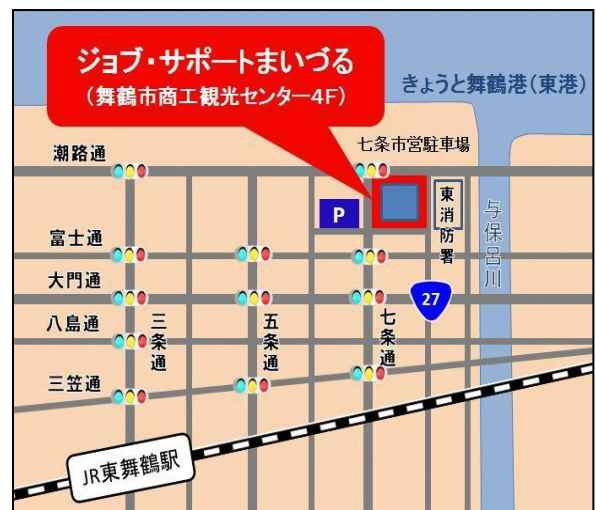 ジョブ・サポートまいづる
(舞鶴市商工観光センター4F)
きょうと舞鶴港(東港)
七条市営駐車場
潮路通
P
東消防署
与保呂川
富士通
大門通
27
八島通
三条通
五条通
七条通
三笠通
JR東舞鶴駅